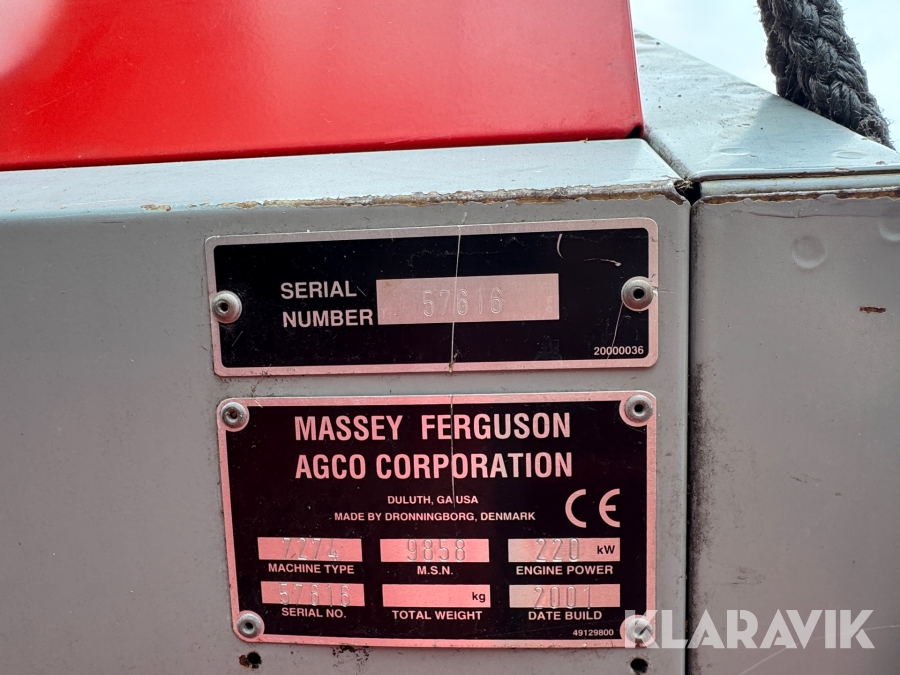 SERIAL
NUMBER 57616
20000036
MASSEY FERGUSON
AGCO CORPORATION
DULUTH, GA USA
MADE BY DRONNINGBORG, DENMARK
CE
7274 9858 220 kW
MACHINE TYPE M.S.N. ENGINE POWER
57616 kg 2001
SERIAL NO. TOTAL WEIGHT DATE BUILD
49129800
KLARAVIK